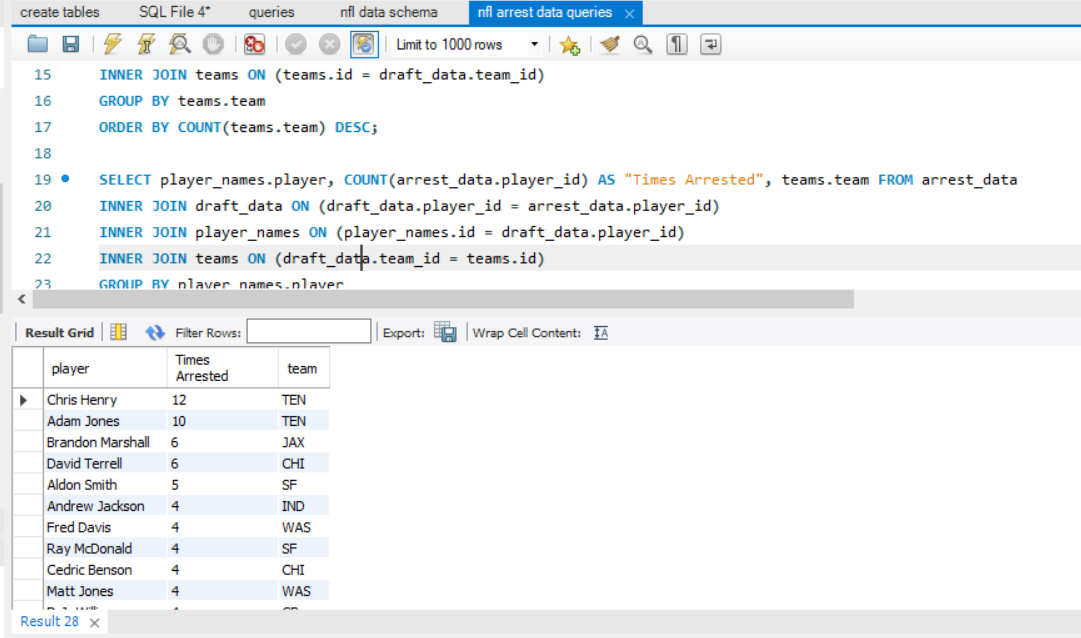 create tables SQL File 4* queries nfl data schema nfl arrest data queries
Limit to 1000 rows
15 INNER JOIN teams ON (teams.id = draft_data.team_id)
16 GROUP BY teams.team
17 ORDER BY COUNT(teams.team) DESC;
18
19 SELECT player_names.player, COUNT(arrest_data.player_id) AS "Times Arrested", teams.team FROM arrest_data
20 INNER JOIN draft_data ON (draft_data.player_id = arrest_data.player_id)
21 INNER JOIN player_names ON (player_names.id = draft_data.player_id)
22 INNER JOIN teams ON (draft_data.team_id = teams.id)
23 GROUP BY player_names.player
Result Grid Filter Rows: Export: Wrap Cell Content:
player Times Arrested team
Chris Henry 12 TEN
Adam Jones 10 TEN
Brandon Marshall 6 JAX
David Terrell 6 CHI
Aldon Smith 5 SF
Andrew Jackson 4 IND
Fred Davis 4 WAS
Ray McDonald 4 SF
Cedric Benson 4 CHI
Matt Jones 4 WAS
Result 28